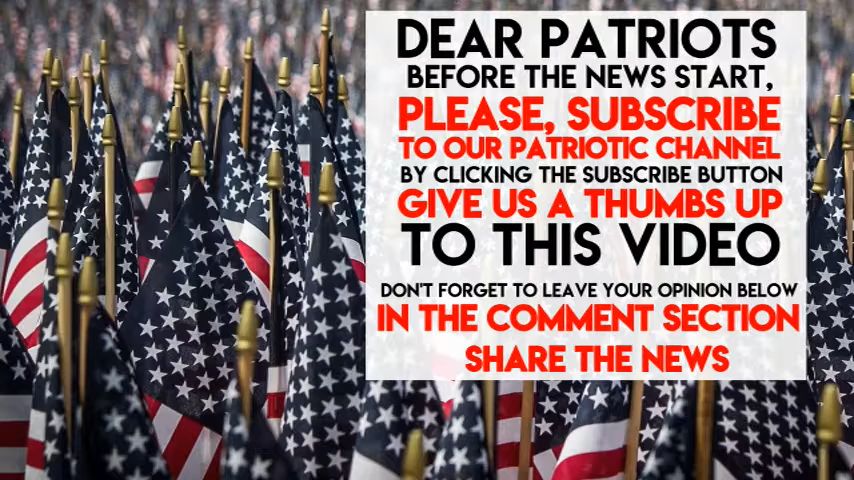 DEAR PATRIOTS
BEFORE THE NEWS START,
PLEASE, SUBSCRIBE
TO OUR PATRIOTIC CHANNEL
BY CLICKING THE SUBSCRIBE BUTTON
GIVE US A THUMBS UP
TO THIS VIDEO
DON'T FORGET TO LEAVE YOUR OPINION BELOW
IN THE COMMENT SECTION
SHARE THE NEWS